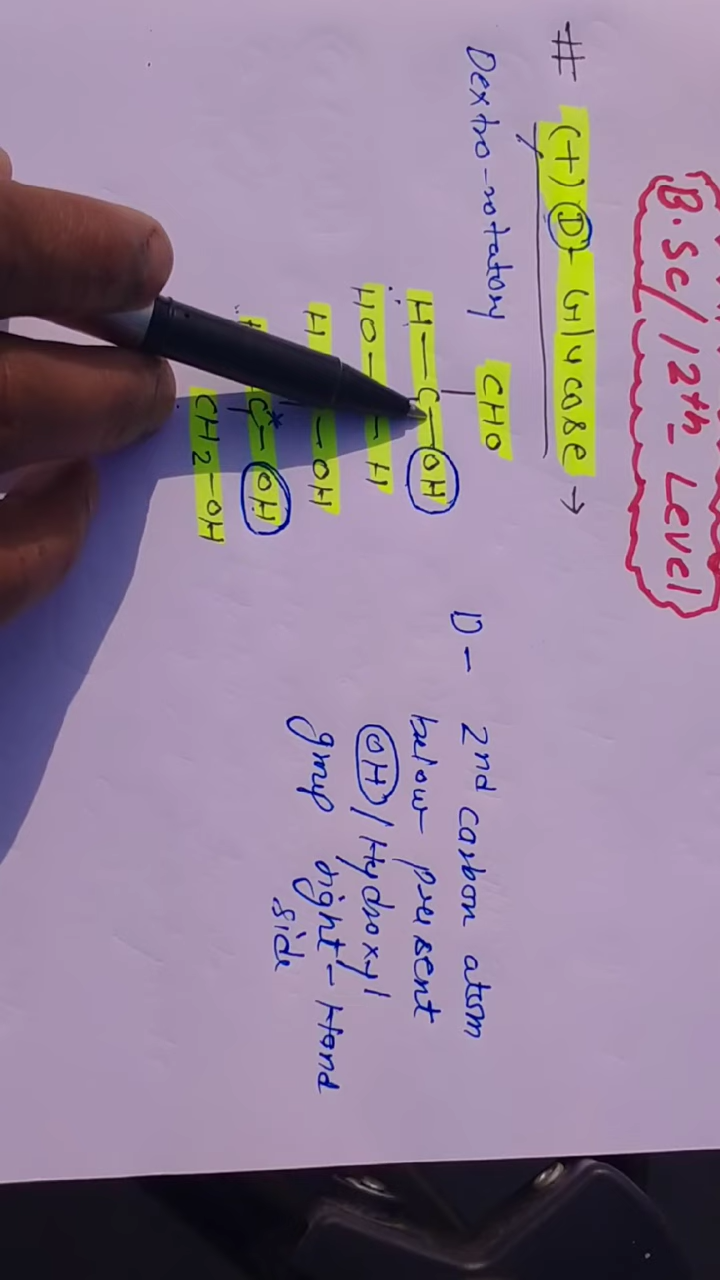 B.Sc/12th- Level
# (+) D- Glucose →
Dextro-rotatory
CHO
H—C—OH
HO— —H
H —OH
C*—OH
CH2—OH
D- 2nd carbon atom
below present
OH/Hydroxyl
group right-Hand
side